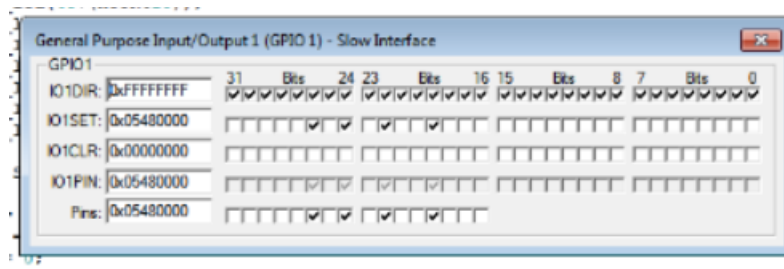 General Purpose Input/Output 1 (GPIO 1) - Slow Interface
GPIO1
31 Bits 24 23 Bits 16 15 Bits 8 7 Bits 0
IO1DIR: 0xFFFFFFFF
IO1SET: 0x05480000
IO1CLR: 0x00000000
IO1PIN: 0x05480000
Pins: 0x05480000